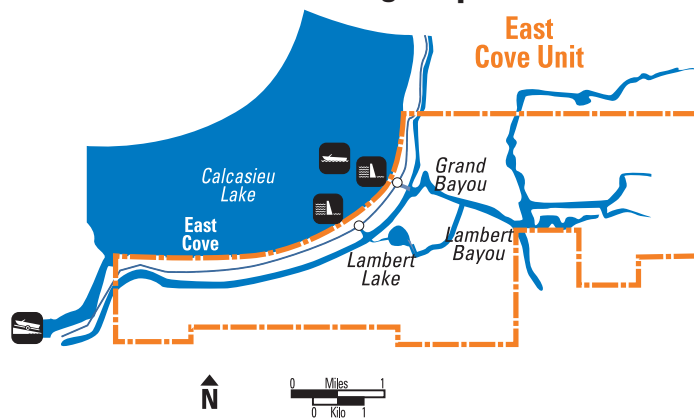 East
Cove Unit
Calcasieu
Lake
Grand
Bayou
East
Cove
Lambert
Lake
Lambert
Bayou
N
0 Miles 1
0 Kilo 1